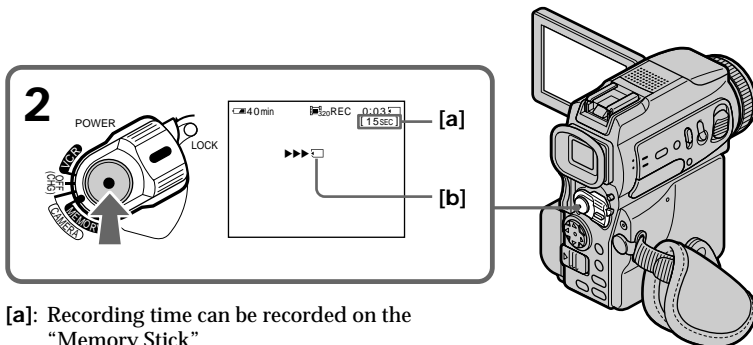 2
POWER
LOCK
VCR
OFF
(CHG)
MEMORY
CAMERA
40min
320REC 0:03
15SEC
[a]
[b]
[a]: Recording time can be recorded on the
“Memory Stick”